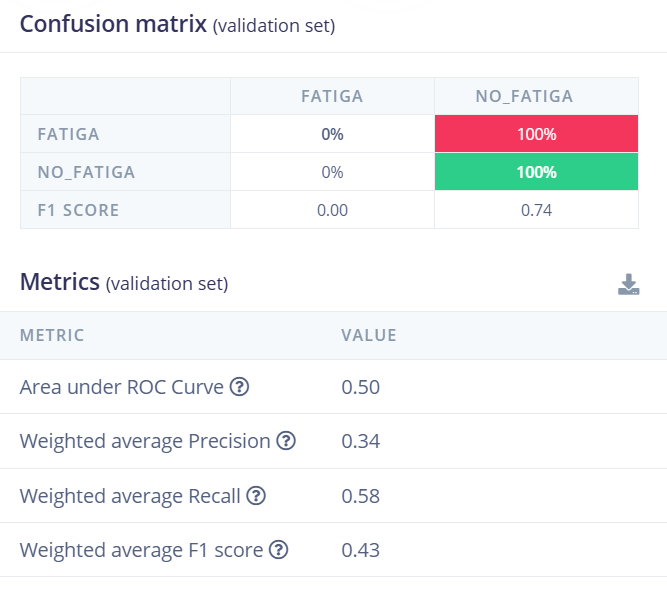 Confusion matrix (validation set)
FATIGA NO_FATIGA
FATIGA 0% 100%
NO_FATIGA 0% 100%
F1 SCORE 0.00 0.74
Metrics (validation set)
METRIC VALUE
Area under ROC Curve ? 0.50
Weighted average Precision ? 0.34
Weighted average Recall ? 0.58
Weighted average F1 score ? 0.43